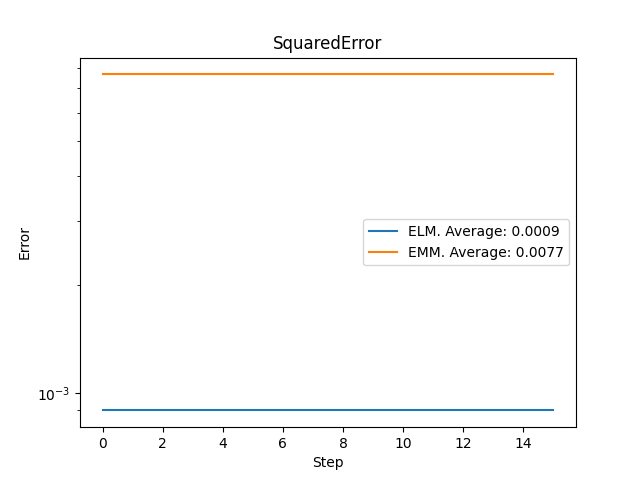 SquaredError
Error
ELM. Average: 0.0009
EMM. Average: 0.0077
10⁻³
0 2 4 6 8 10 12 14
Step